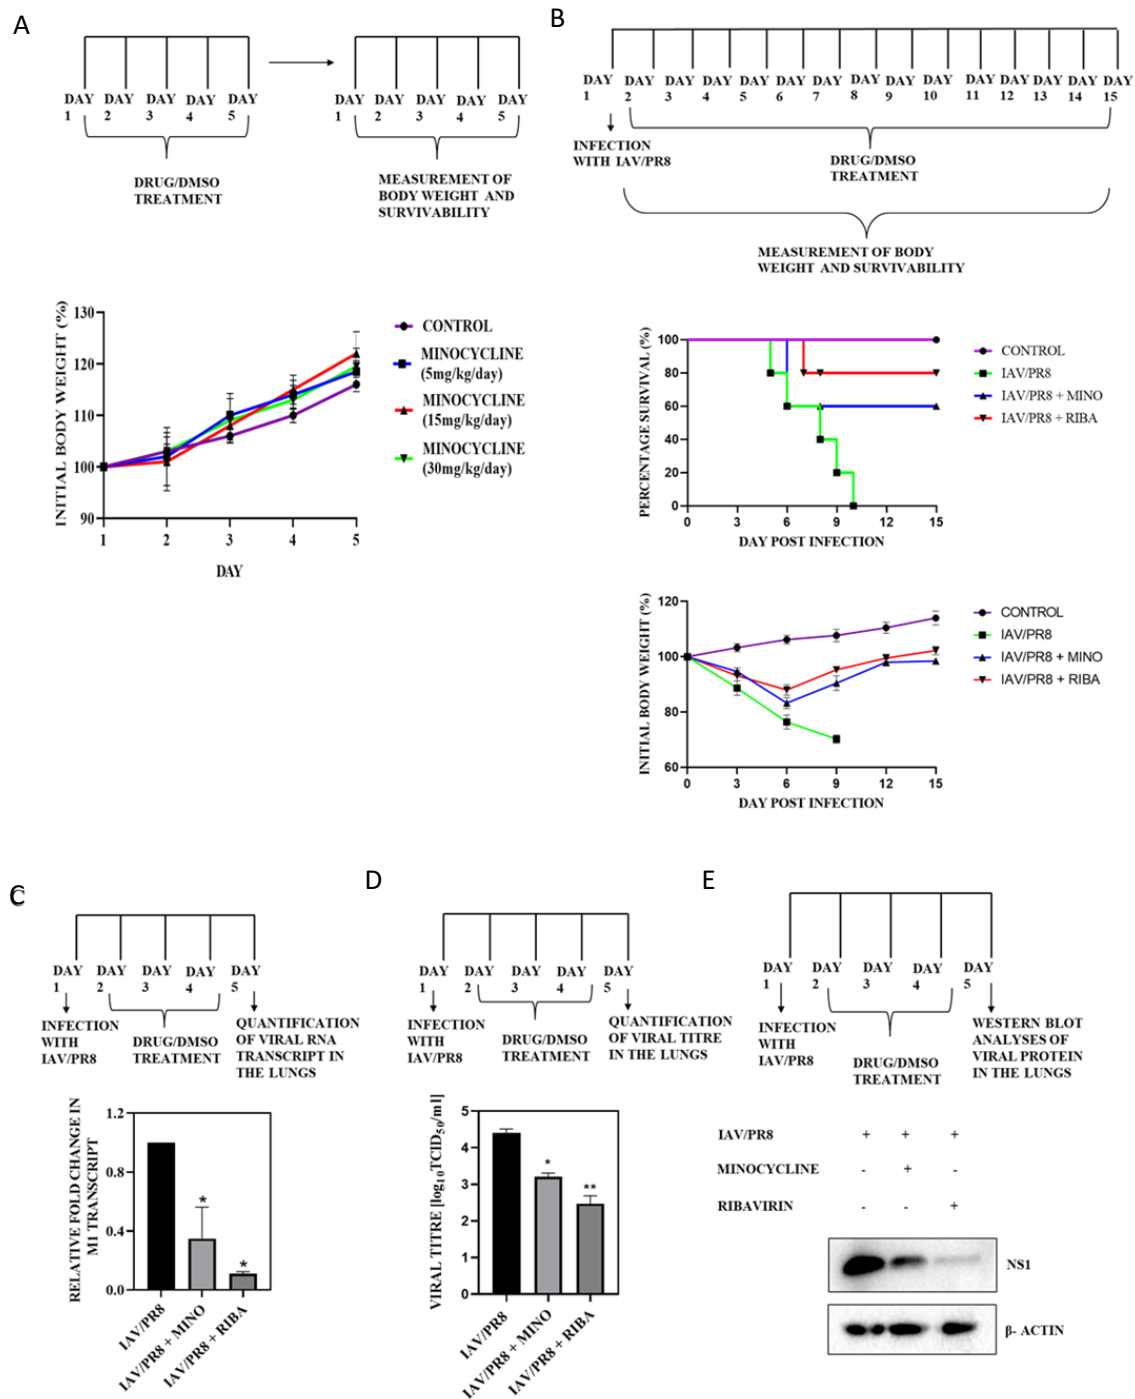 A
DAY DAY DAY DAY DAY
1 2 3 4 5
DRUG/DMSO
TREATMENT
DAY DAY DAY DAY DAY
1 2 3 4 5
MEASUREMENT OF
BODY WEIGHT AND
SURVIVABILITY
INITIAL BODY WEIGHT (%)
130
120
110
100
90
1 2 3 4 5
DAY
CONTROL
MINOCYCLINE
(5mg/kg/day)
MINOCYCLINE
(15mg/kg/day)
MINOCYCLINE
(30mg/kg/day)
B
DAY DAY DAY DAY DAY DAY DAY DAY DAY DAY DAY DAY DAY DAY DAY
1 2 3 4 5 6 7 8 9 10 11 12 13 14 15
INFECTION
WITH IAV/PR8
DRUG/DMSO
TREATMENT
MEASUREMENT OF BODY
WEIGHT AND SURVIVABILITY
PERCENTAGE SURVIVAL (%)
100
80
60
40
20
0
0 3 6 9 12 15
DAY POST INFECTION
CONTROL
IAV/PR8
IAV/PR8 + MINO
IAV/PR8 + RIBA
INITIAL BODY WEIGHT (%)
120
100
80
60
0 3 6 9 12 15
DAY POST INFECTION
CONTROL
IAV/PR8
IAV/PR8 + MINO
IAV/PR8 + RIBA
C
DAY DAY DAY DAY DAY
1 2 3 4 5
INFECTION
WITH
IAV/PR8
DRUG/DMSO
TREATMENT
QUANTIFICATION
OF VIRAL RNA
TRANSCRIPT IN
THE LUNGS
RELATIVE FOLD CHANGE IN
M1 TRANSCRIPT
1.2
0.8
0.4
0.0
*
*
IAV/PR8
IAV/PR8 + MINO
IAV/PR8 + RIBA
D
DAY DAY DAY DAY DAY
1 2 3 4 5
INFECTION
WITH
IAV/PR8
DRUG/DMSO
TREATMENT
QUANTIFICATION
OF VIRAL TITRE
IN THE LUNGS
VIRAL TITRE [log10TCID50/ml]
5
4
3
2
1
0
*
**
IAV/PR8
IAV/PR8 + MINO
IAV/PR8 + RIBA
E
DAY DAY DAY DAY DAY
1 2 3 4 5
INFECTION
WITH
IAV/PR8
DRUG/DMSO
TREATMENT
WESTERN BLOT
ANALYSES OF
VIRAL PROTEIN
IN THE LUNGS
IAV/PR8 + + +
MINOCYCLINE - + -
RIBAVIRIN - - +
NS1
β- ACTIN